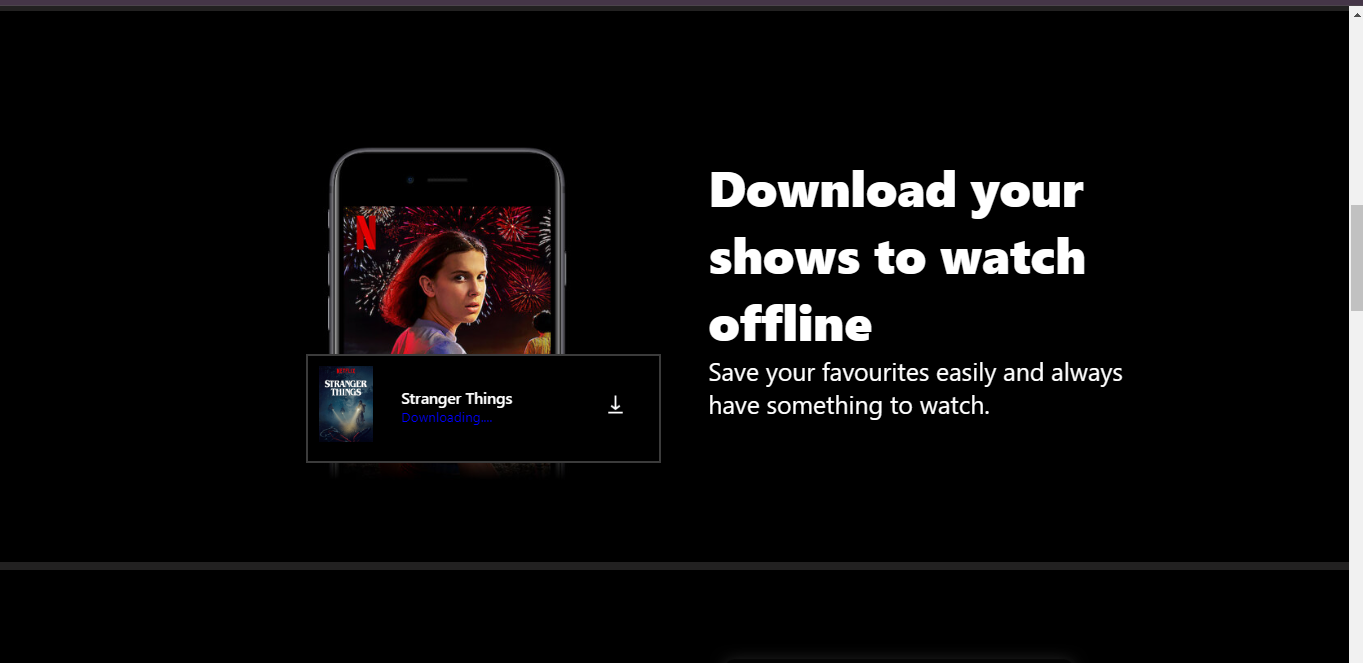 N
Download your
shows to watch
offline
Save your favourites easily and always
have something to watch.
NETFLIX
STRANGER
THINGS
Stranger Things
Downloading...